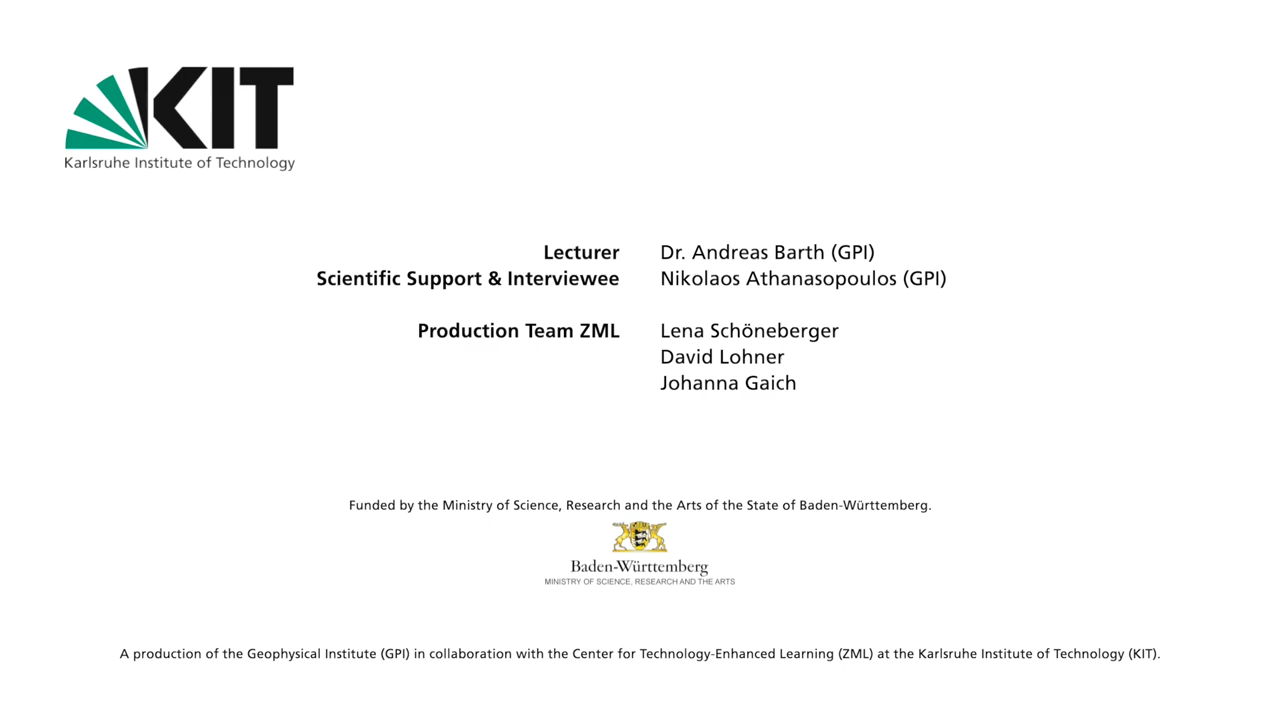 KIT
Karlsruhe Institute of Technology
Lecturer Dr. Andreas Barth (GPI)
Scientific Support & Interviewee Nikolaos Athanasopoulos (GPI)
Production Team ZML Lena Schöneberger
David Lohner
Johanna Gaich
Funded by the Ministry of Science, Research and the Arts of the State of Baden-Württemberg.
Baden-Württemberg
MINISTRY OF SCIENCE, RESEARCH AND THE ARTS
A production of the Geophysical Institute (GPI) in collaboration with the Center for Technology-Enhanced Learning (ZML) at the Karlsruhe Institute of Technology (KIT).